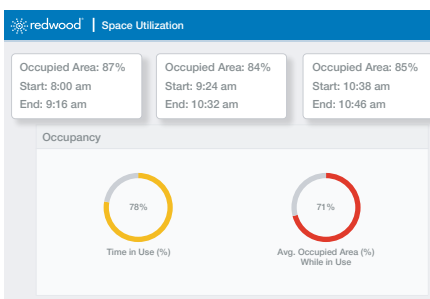 redwood | Space Utilization
Occupied Area: 87%
Start: 8:00 am
End: 9:16 am
Occupied Area: 84%
Start: 9:24 am
End: 10:32 am
Occupied Area: 85%
Start: 10:38 am
End: 10:46 am
Occupancy
78%
Time in Use (%)
71%
Avg. Occupied Area (%)
While in Use